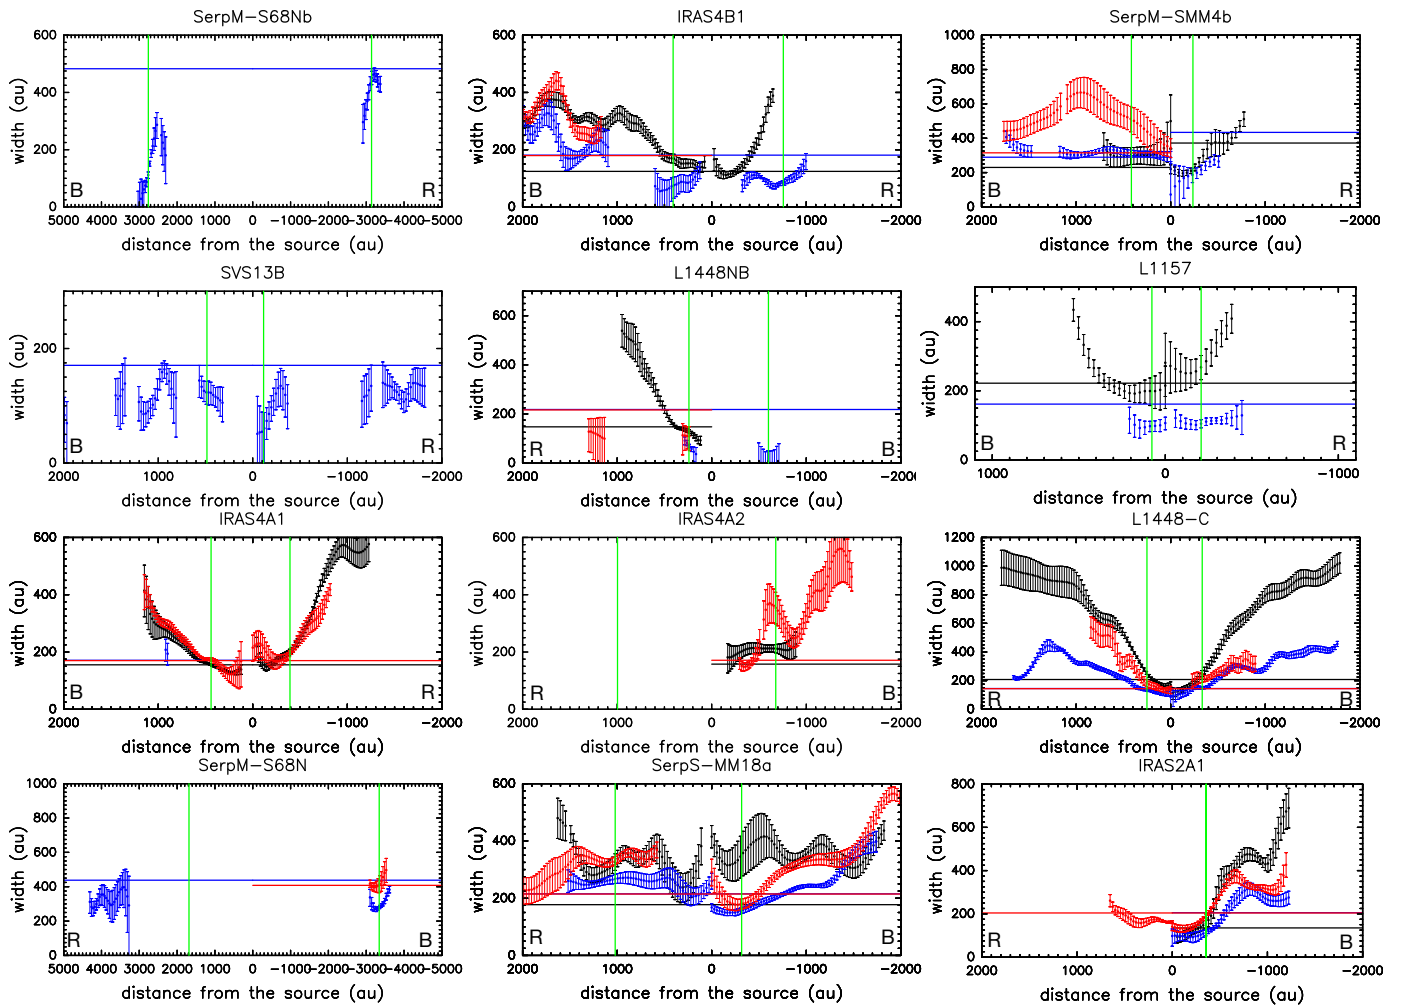 SerpM-S68Nb
width (au)
600
400
200
0
B
R
5000 4000 3000 2000 1000 0 -1000 -2000 -3000 -4000 -5000
distance from the source (au)
IRAS4B1
width (au)
600
400
200
0
B
R
2000 1000 0 -1000 -2000
distance from the source (au)
SerpM-SMM4b
width (au)
1000
800
600
400
200
0
B
R
2000 1000 0 -1000 -2000
distance from the source (au)
SVS13B
width (au)
200
0
B
R
2000 1000 0 -1000 -2000
distance from the source (au)
L1448NB
width (au)
600
400
200
0
R
B
2000 1000 0 -1000 -2000
distance from the source (au)
L1157
width (au)
400
200
0
B
R
1000 0 -1000
distance from the source (au)
IRAS4A1
width (au)
600
400
200
0
B
R
2000 1000 0 -1000 -2000
distance from the source (au)
IRAS4A2
width (au)
600
400
200
0
R
B
2000 1000 0 -1000 -2000
distance from the source (au)
L1448-C
width (au)
1200
1000
800
600
400
200
0
R
B
2000 1000 0 -1000 -2000
distance from the source (au)
SerpM-S68N
width (au)
1000
800
600
400
200
0
R
B
5000 4000 3000 2000 1000 0 -1000 -2000 -3000 -4000 -5000
distance from the source (au)
SerpS-MM18a
width (au)
600
400
200
0
R
B
2000 1000 0 -1000 -2000
distance from the source (au)
IRAS2A1
width (au)
800
600
400
200
0
R
B
2000 1000 0 -1000 -2000
distance from the source (au)